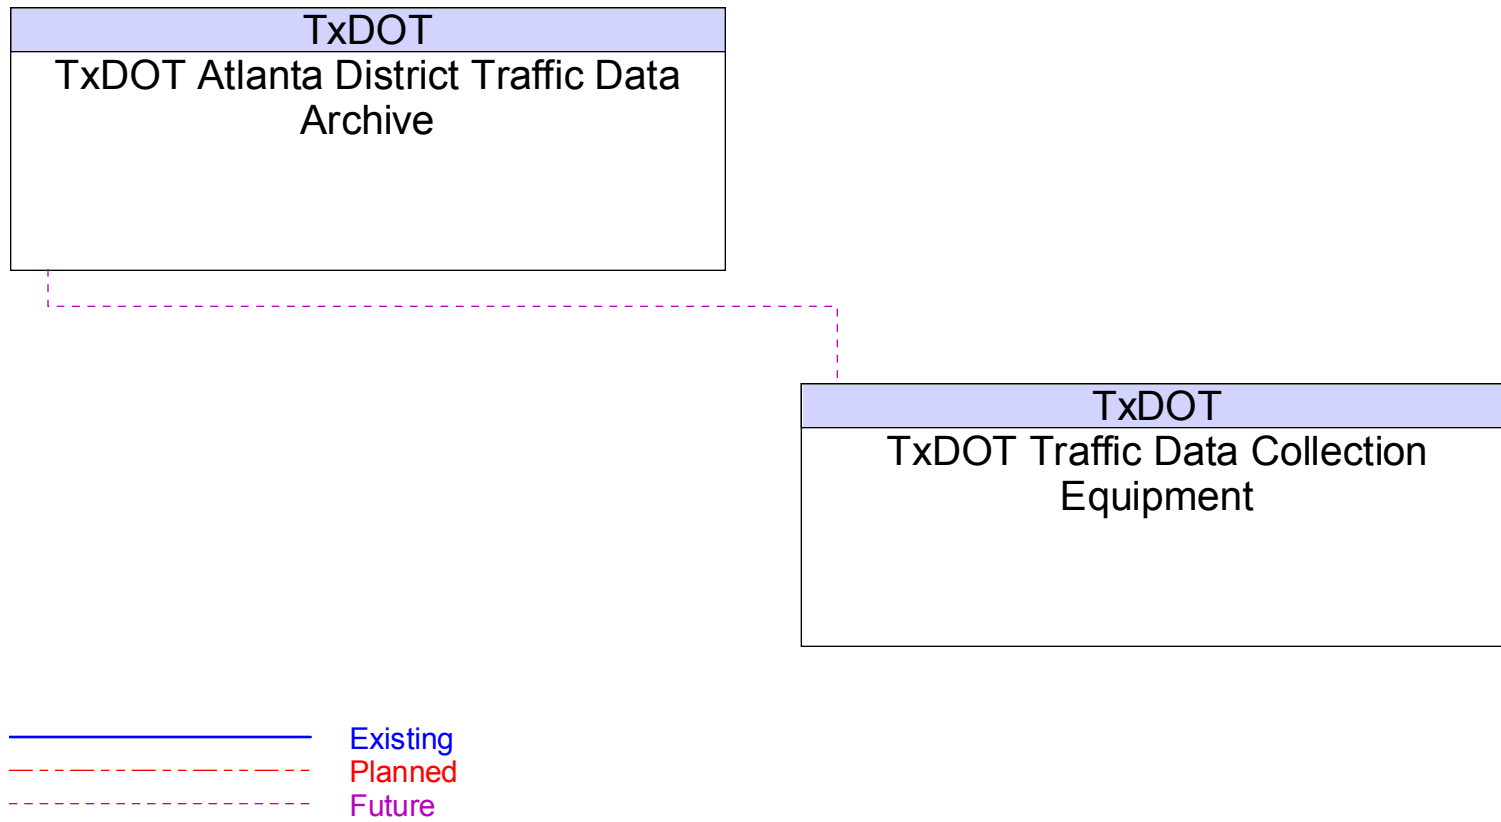 TxDOT
TxDOT Atlanta District Traffic Data
Archive
TxDOT
TxDOT Traffic Data Collection
Equipment
Existing
Planned
Future